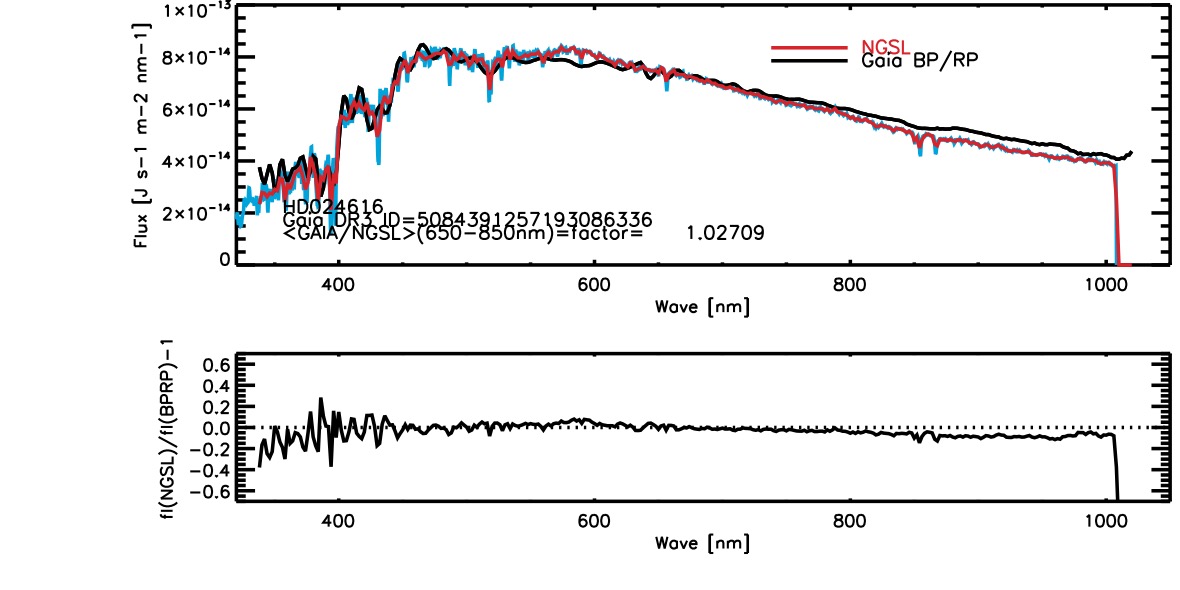 1×10⁻¹³
8×10⁻¹⁴
6×10⁻¹⁴
4×10⁻¹⁴
2×10⁻¹⁴
0
Flux [J s−1 m−2 nm−1]
NGSL
Gaia BP/RP
HD024616
Gaia DR3 ID=5084391257193086336
<GAIA/NGSL>(650−850nm)=factor= 1.02709
400 600 800 1000
Wave [nm]
fl(NGSL)/fl(BPRP)−1
0.6
0.4
0.2
0.0
−0.2
−0.4
−0.6
400 600 800 1000
Wave [nm]